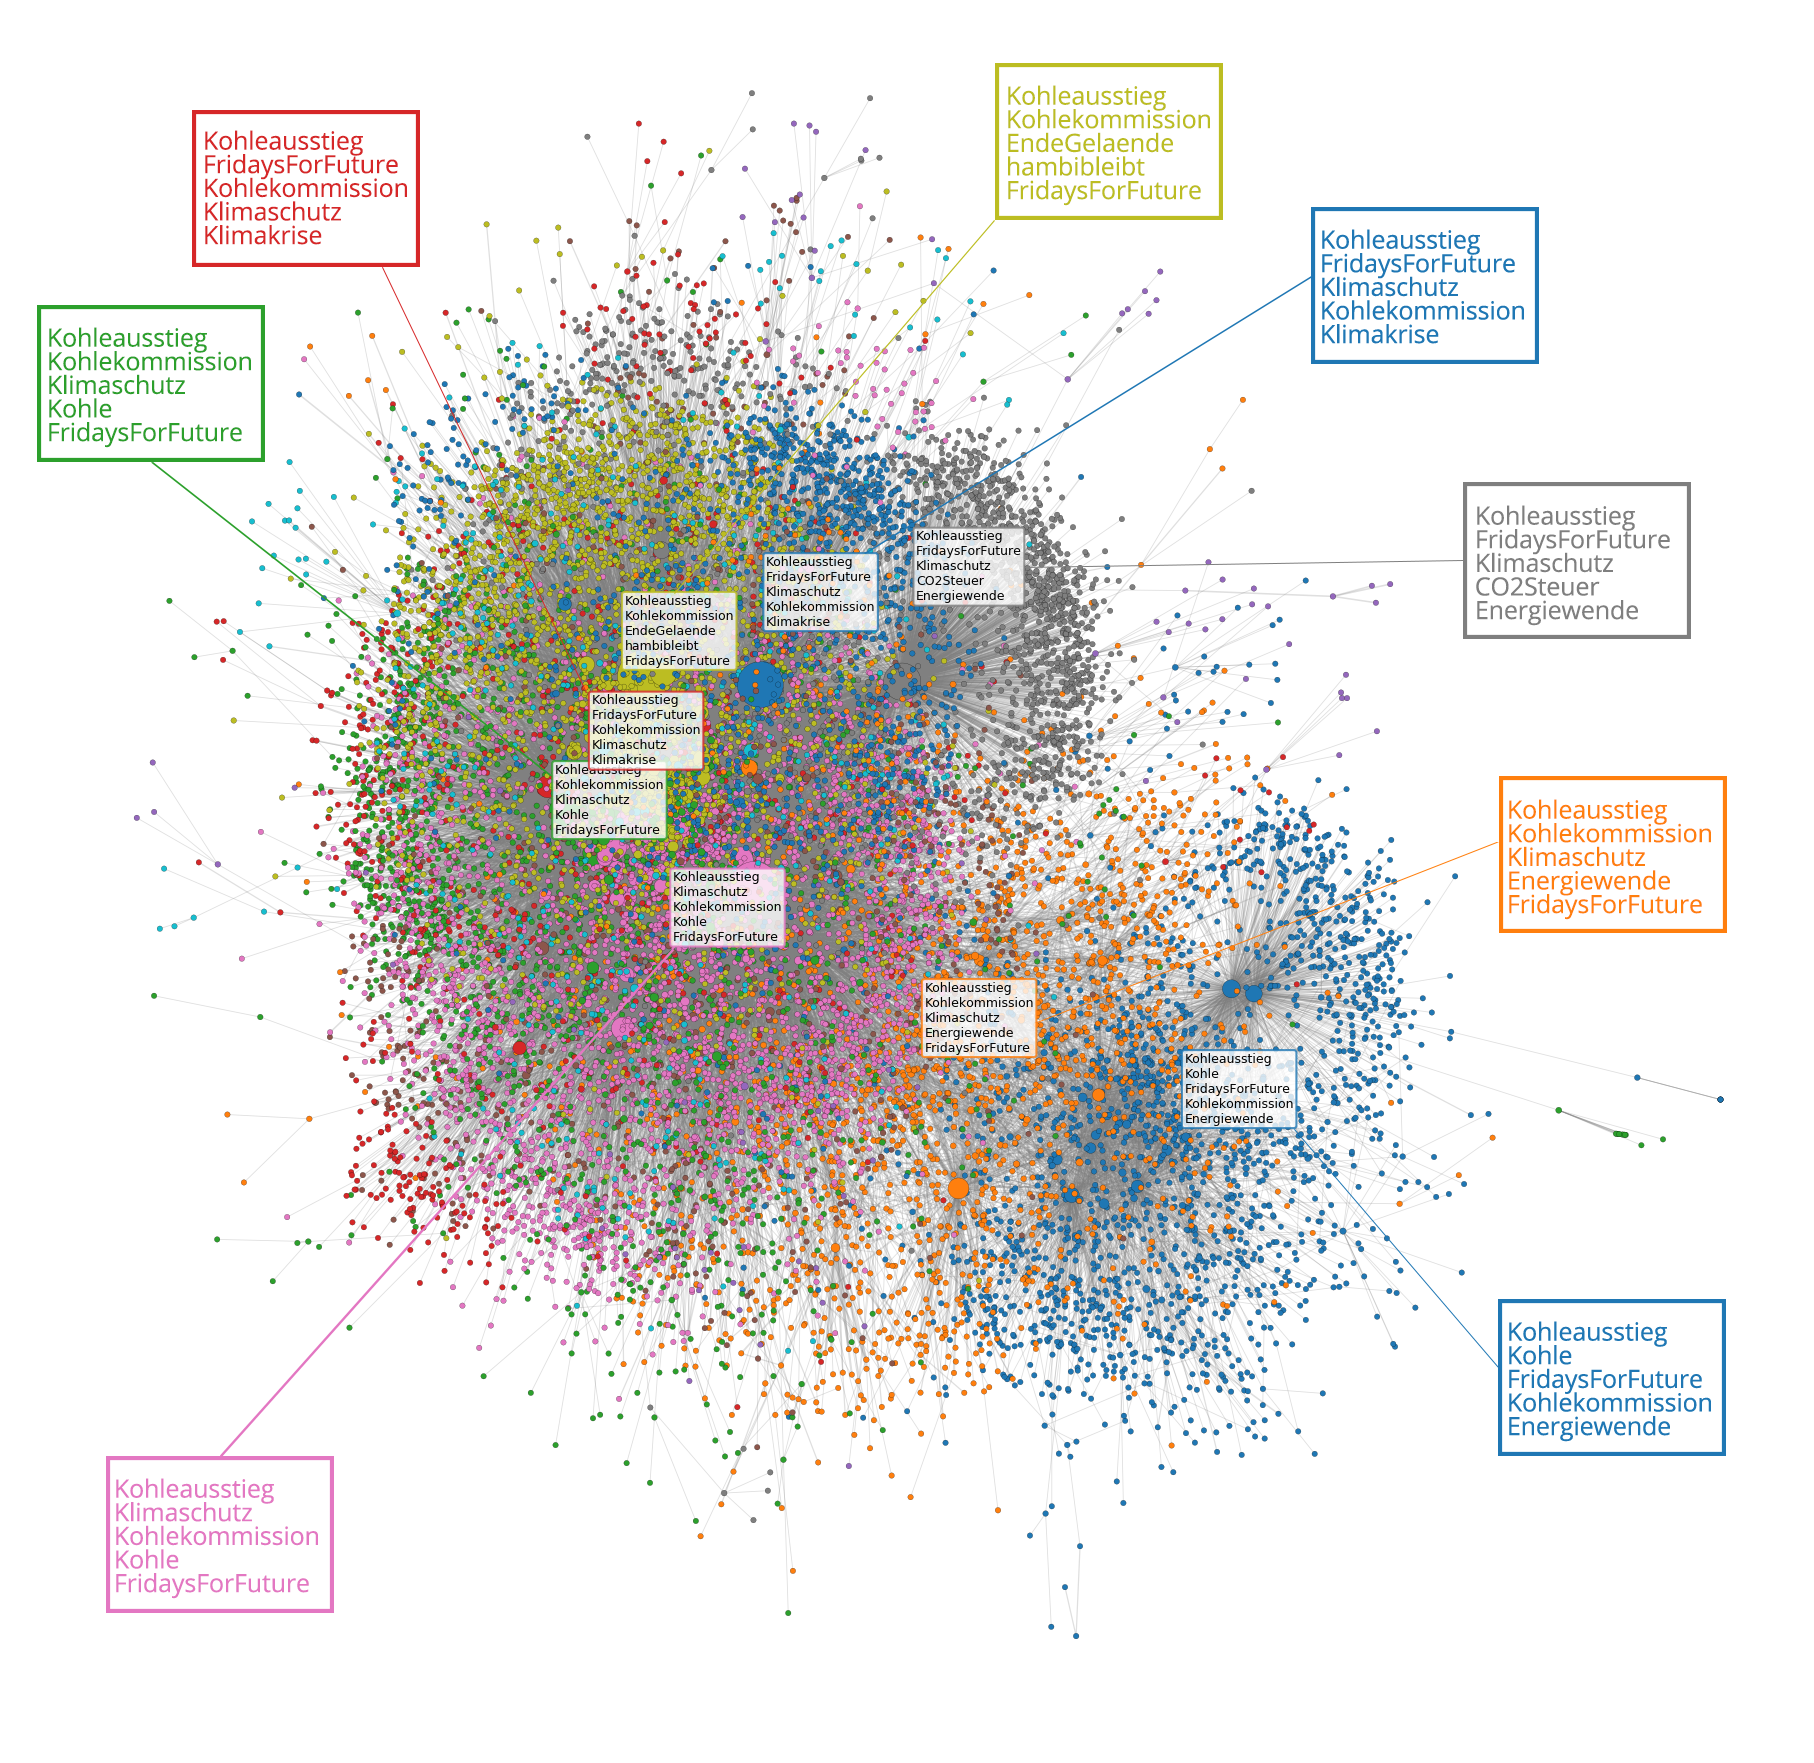 Kohleausstieg
Kohlekommission
EndeGelaende
hambibleibt
FridaysForFuture
Kohleausstieg
FridaysForFuture
Kohlekommission
Klimaschutz
Klimakrise
Kohleausstieg
FridaysForFuture
Klimaschutz
Kohlekommission
Klimakrise
Kohleausstieg
Kohlekommission
Klimaschutz
Kohle
FridaysForFuture
Kohleausstieg
FridaysForFuture
Klimaschutz
CO2Steuer
Energiewende
Kohleausstieg
FridaysForFuture
Klimaschutz
CO2Steuer
Energiewende
Kohleausstieg
FridaysForFuture
Klimaschutz
Kohlekommission
Klimakrise
Kohleausstieg
Kohlekommission
EndeGelaende
hambibleibt
FridaysForFuture
Kohleausstieg
FridaysForFuture
Kohlekommission
Klimaschutz
Klimakrise
Kohleausstieg
Kohlekommission
Klimaschutz
Kohle
FridaysForFuture
Kohleausstieg
Kohlekommission
Klimaschutz
Energiewende
FridaysForFuture
Kohleausstieg
Klimaschutz
Kohlekommission
Kohle
FridaysForFuture
Kohleausstieg
Kohlekommission
Klimaschutz
Energiewende
FridaysForFuture
Kohleausstieg
Kohle
FridaysForFuture
Kohlekommission
Energiewende
Kohleausstieg
Kohle
FridaysForFuture
Kohlekommission
Energiewende
Kohleausstieg
Klimaschutz
Kohlekommission
Kohle
FridaysForFuture